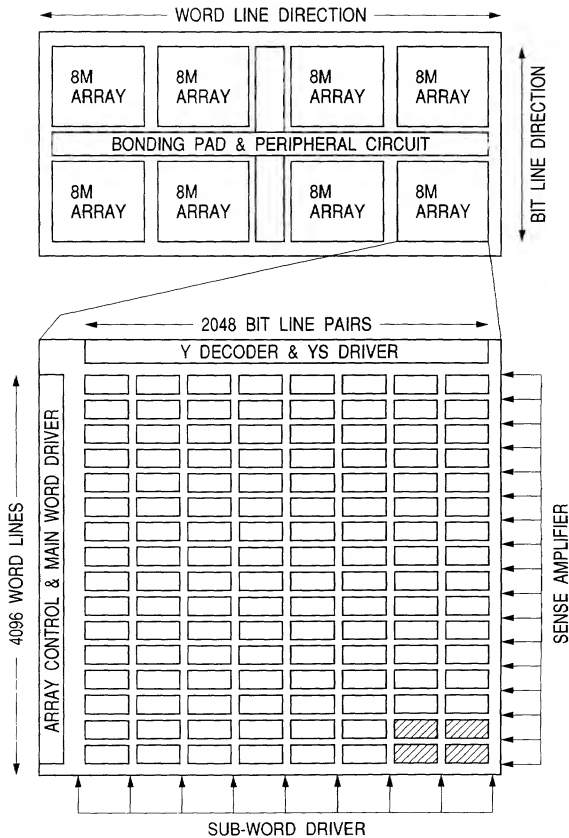 WORD LINE DIRECTION
8M ARRAY
8M ARRAY
8M ARRAY
8M ARRAY
BONDING PAD & PERIPHERAL CIRCUIT
8M ARRAY
8M ARRAY
8M ARRAY
8M ARRAY
BIT LINE DIRECTION
2048 BIT LINE PAIRS
Y DECODER & YS DRIVER
4096 WORD LINES
ARRAY CONTROL & MAIN WORD DRIVER
SENSE AMPLIFIER
SUB-WORD DRIVER